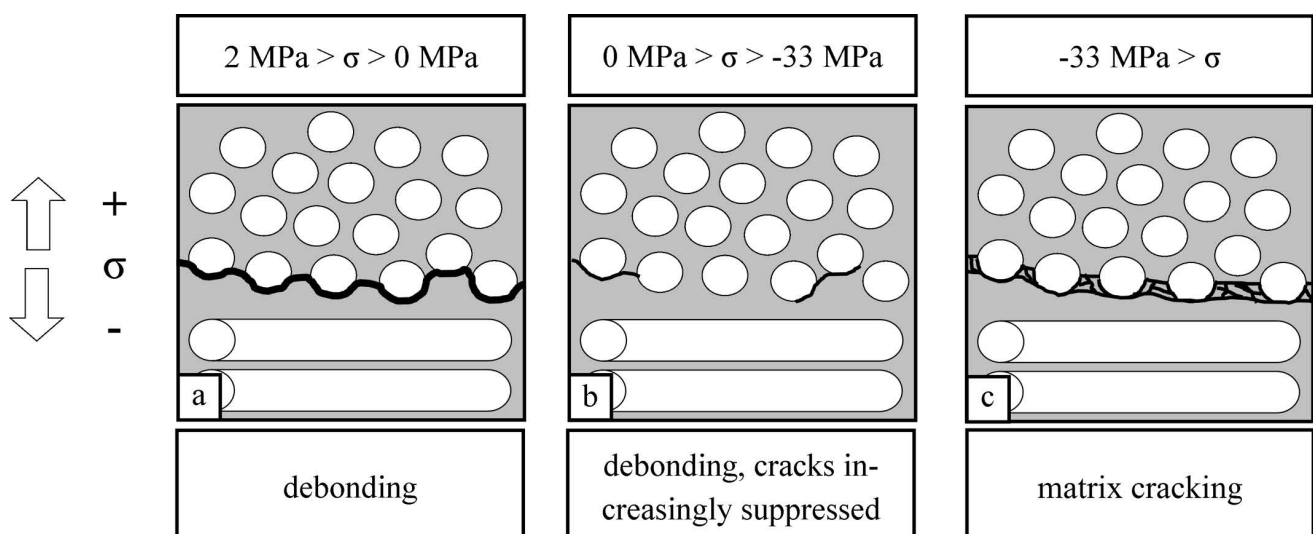 2 MPa > σ > 0 MPa
0 MPa > σ > -33 MPa
-33 MPa > σ
+
σ
-
a
b
c
debonding
debonding, cracks in-
creasingly suppressed
matrix cracking